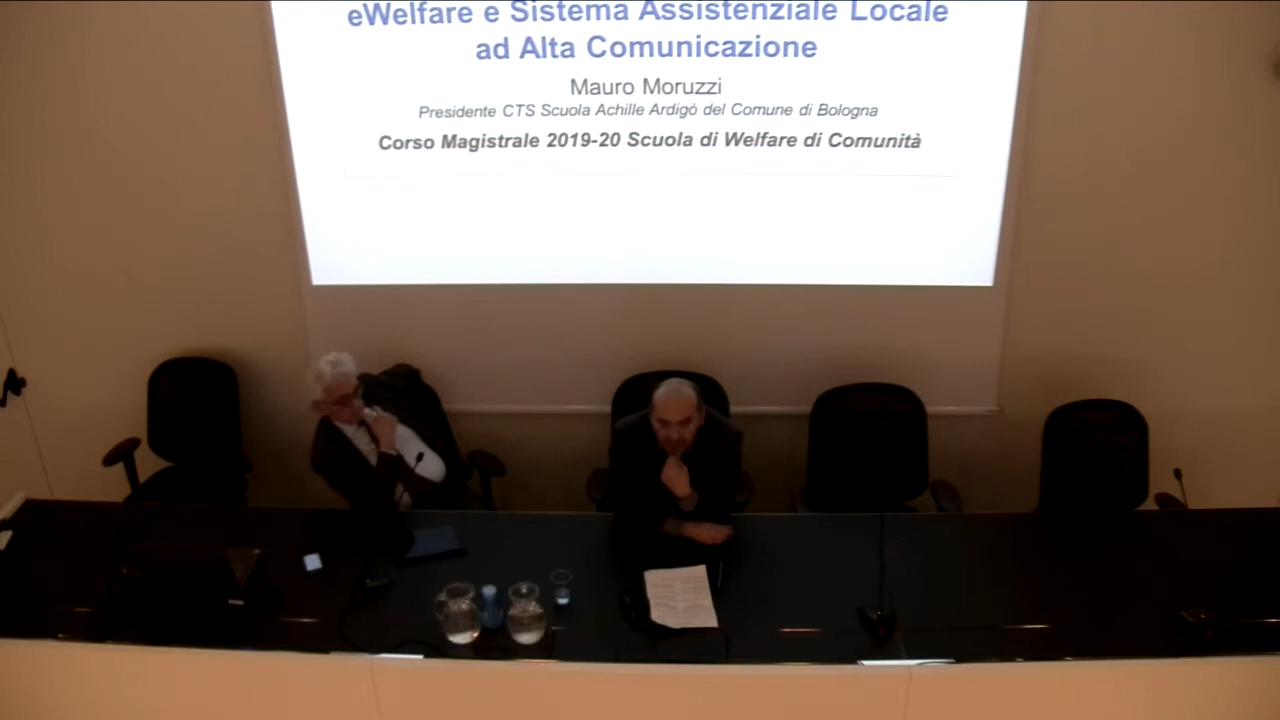 eWelfare e Sistema Assistenziale Locale
ad Alta Comunicazione
Mauro Moruzzi
Presidente CTS Scuola Achille Ardigò del Comune di Bologna
Corso Magistrale 2019-20 Scuola di Welfare di Comunità